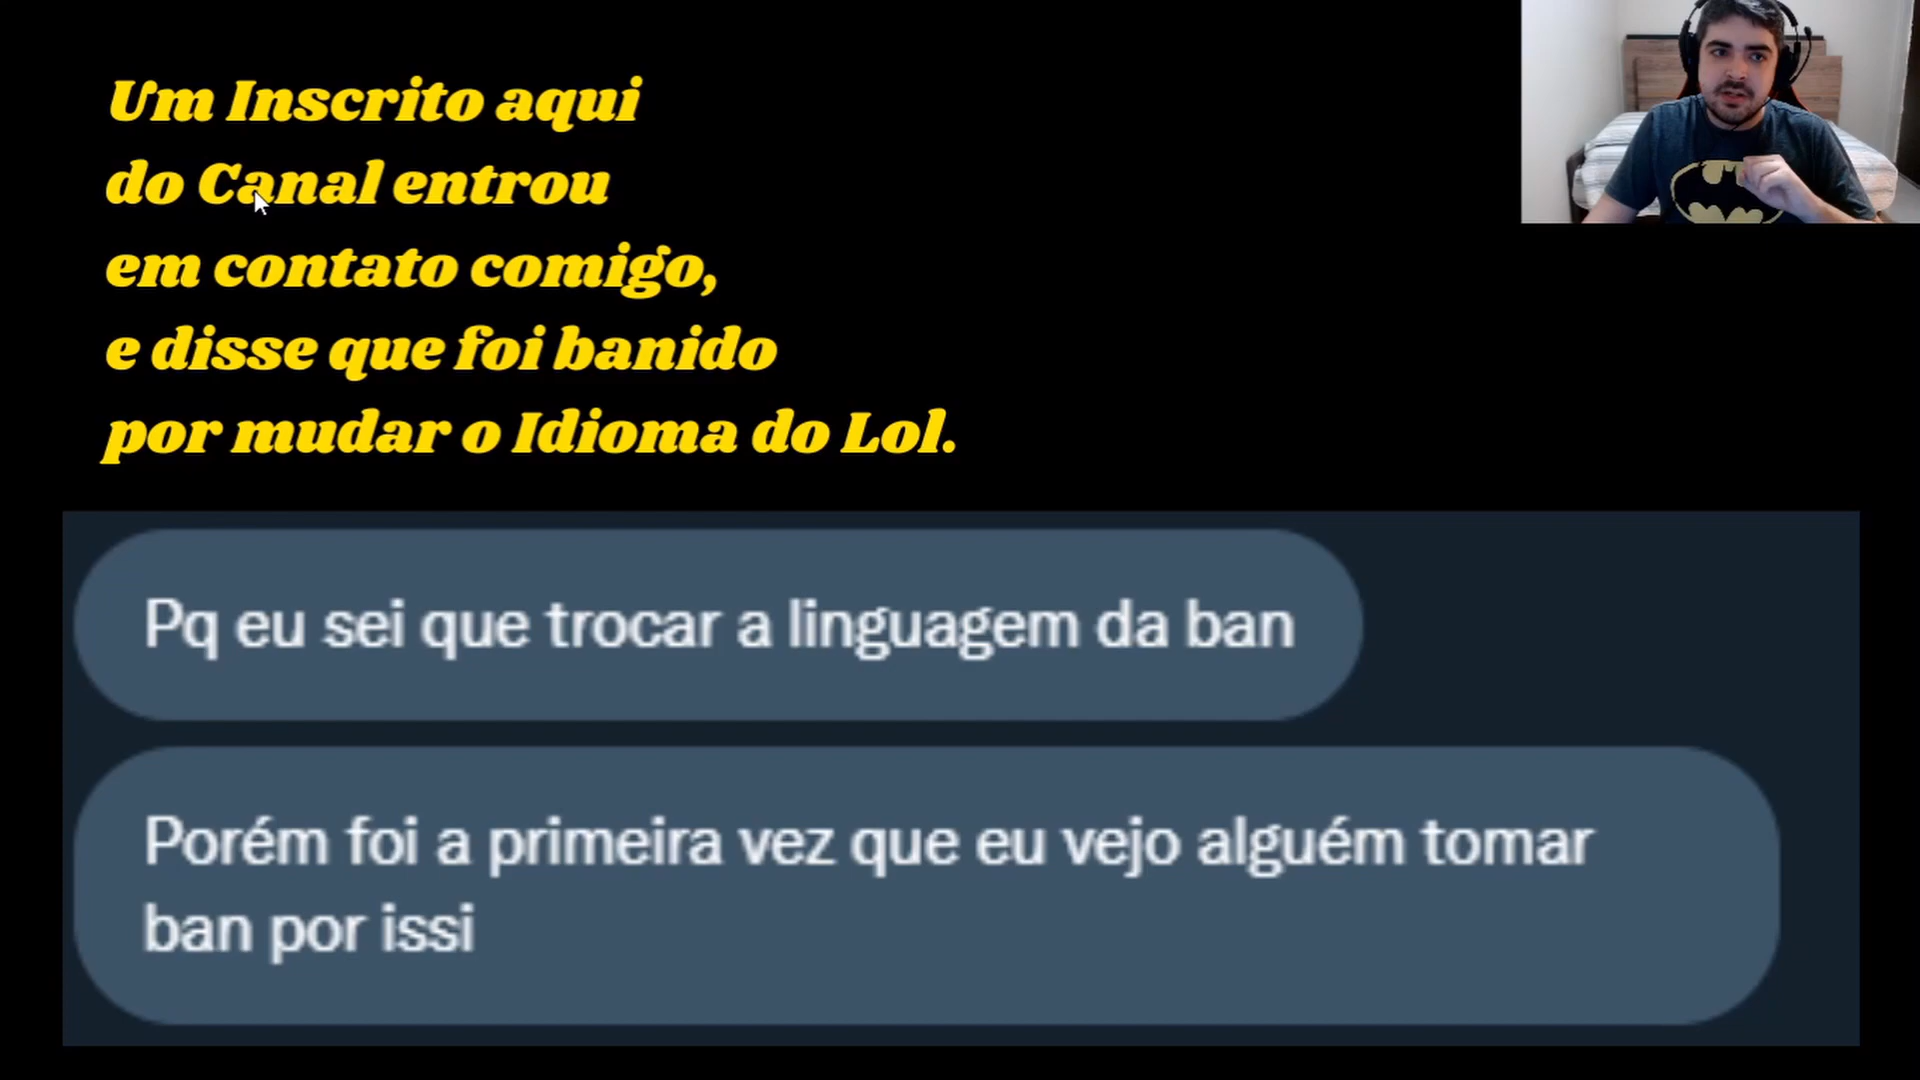 Um Inscrito aqui
do Canal entrou
em contato comigo,
e disse que foi banido
por mudar o Idioma do Lol.
Pq eu sei que trocar a linguagem da ban
Porém foi a primeira vez que eu vejo alguém tomar
ban por issi